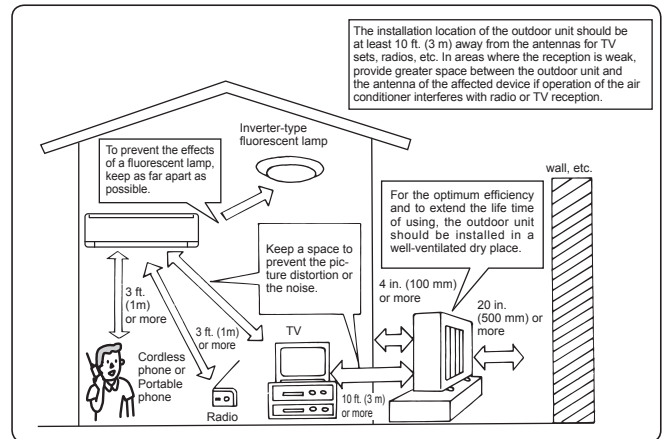 The installation location of the outdoor unit should be
at least 10 ft. (3 m) away from the antennas for TV
sets, radios, etc. In areas where the reception is weak,
provide greater space between the outdoor unit and
the antenna of the affected device if operation of the air
conditioner interferes with radio or TV reception.
Inverter-type
fluorescent lamp
To prevent the effects
of a fluorescent lamp,
keep as far apart as
possible.
wall, etc.
For the optimum efficiency
and to extend the life time
of using, the outdoor unit
should be installed in a
well-ventilated dry place.
Keep a space to
prevent the pic-
ture distortion or
the noise.
4 in. (100 mm)
or more
20 in.
(500 mm) or
more
3 ft.
(1m)
or more
3 ft. (1m)
or more
TV
Cordless
phone or
Portable
phone
Radio
10 ft. (3 m)
or more